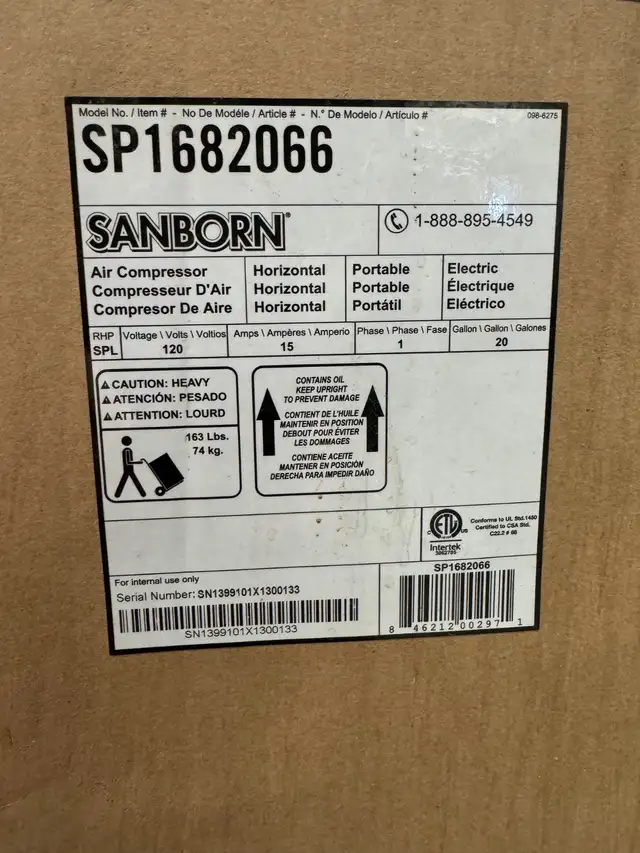 Model No. / Item # - No De Modéle / Article # - N.° De Modelo / Artículo #
098-6275
SP1682066
SANBORN®
1-888-895-4549
Air Compressor Horizontal Portable Electric
Compresseur D'Air Horizontal Portable Électrique
Compresor De Aire Horizontal Portátil Eléctrico
RHP Voltage \ Volts \ Voltios Amps \ Ampères \ Amperio Phase \ Phase \ Fase Gallon \ Gallon \ Galones
SPL 120 15 1 20
CAUTION: HEAVY
ATENCIÓN: PESADO
ATTENTION: LOURD
163 Lbs.
74 kg.
CONTAINS OIL
KEEP UPRIGHT
TO PREVENT DAMAGE
CONTIENT DE L'HUILE
MAINTENIR EN POSITION
DEBOUT POUR ÉVITER
LES DOMMAGES
CONTIENE ACEITE
MANTENER EN POSICIÓN
DERECHA PARA IMPEDIR DAÑO
C ETL US
Intertek
3062785
Conforms to UL Std.1450
Certified to CSA Std.
C22.2 # 68
For internal use only
Serial Number: SN1399101X1300133
SN1399101X1300133
SP1682066
8 46212 00297 1